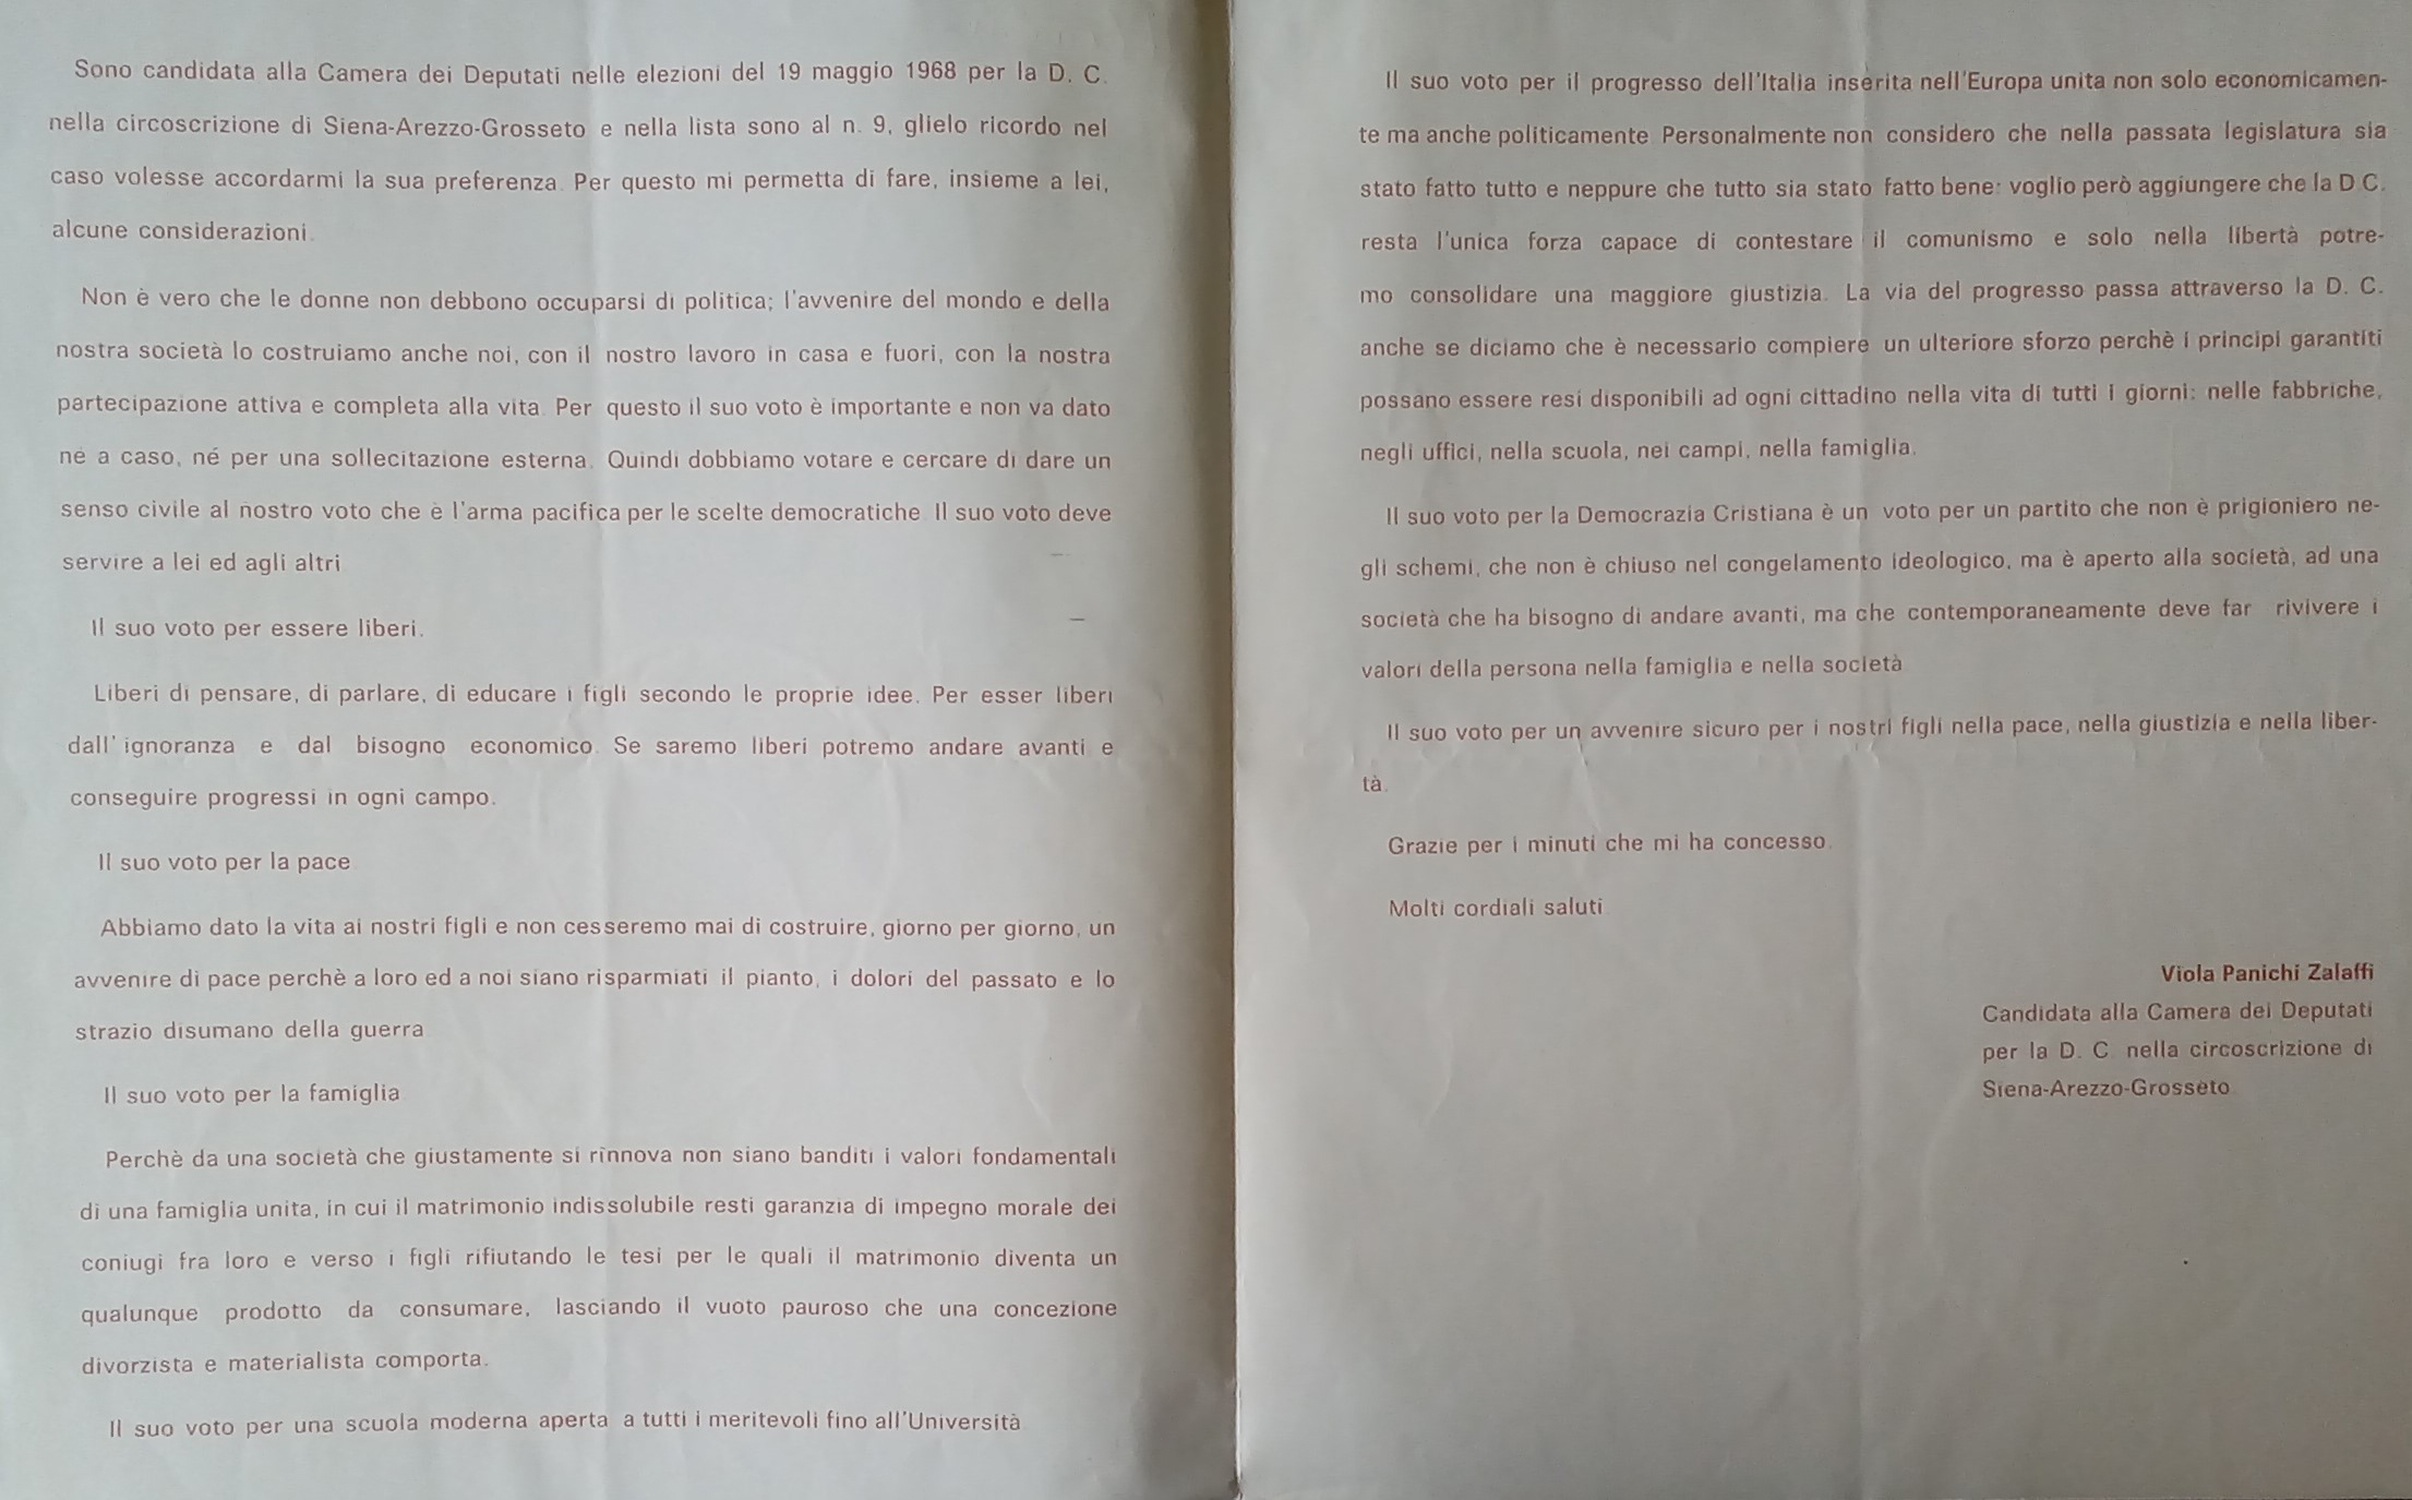 Sono candidata alla Camera dei Deputati nelle elezioni del 19 maggio 1968 per la D. C.
nella circoscrizione di Siena-Arezzo-Grosseto e nella lista sono al n. 9, glielo ricordo nel
caso volesse accordarmi la sua preferenza. Per questo mi permetta di fare, insieme a lei,
alcune considerazioni.
Non è vero che le donne non debbono occuparsi di politica; l'avvenire del mondo e della
nostra società lo costruiamo anche noi, con il nostro lavoro in casa e fuori, con la nostra
partecipazione attiva e completa alla vita. Per questo il suo voto è importante e non va dato
né a caso, né per una sollecitazione esterna. Quindi dobbiamo votare e cercare di dare un
senso civile al nostro voto che è l'arma pacifica per le scelte democratiche Il suo voto deve
servire a lei ed agli altri
Il suo voto per essere liberi.
Liberi di pensare, di parlare, di educare i figli secondo le proprie idee. Per esser liberi
dall' ignoranza e dal bisogno economico. Se saremo liberi potremo andare avanti e
conseguire progressi in ogni campo.
Il suo voto per la pace
Abbiamo dato la vita ai nostri figli e non cesseremo mai di costruire, giorno per giorno, un
avvenire di pace perchè a loro ed a noi siano risparmiati il pianto, i dolori del passato e lo
strazio disumano della guerra
Il suo voto per la famiglia
Perchè da una società che giustamente si rinnova non siano banditi i valori fondamentali
di una famiglia unita, in cui il matrimonio indissolubile resti garanzia di impegno morale dei
coniugi fra loro e verso i figli rifiutando le tesi per le quali il matrimonio diventa un
qualunque prodotto da consumare, lasciando il vuoto pauroso che una concezione
divorzista e materialista comporta.
Il suo voto per una scuola moderna aperta a tutti i meritevoli fino all'Università
Il suo voto per il progresso dell'Italia inserita nell'Europa unita non solo economicamen-
te ma anche politicamente Personalmente non considero che nella passata legislatura sia
stato fatto tutto e neppure che tutto sia stato fatto bene: voglio però aggiungere che la D C.
resta l'unica forza capace di contestare il comunismo e solo nella libertà potre-
mo consolidare una maggiore giustizia. La via del progresso passa attraverso la D. C.
anche se diciamo che è necessario compiere un ulteriore sforzo perchè i principi garantiti
possano essere resi disponibili ad ogni cittadino nella vita di tutti i giorni: nelle fabbriche,
negli uffici, nella scuola, nei campi, nella famiglia.
Il suo voto per la Democrazia Cristiana è un voto per un partito che non è prigioniero ne-
gli schemi, che non è chiuso nel congelamento ideologico, ma è aperto alla società, ad una
società che ha bisogno di andare avanti, ma che contemporaneamente deve far rivivere i
valori della persona nella famiglia e nella società
Il suo voto per un avvenire sicuro per i nostri figli nella pace, nella giustizia e nella liber-
tà.
Grazie per i minuti che mi ha concesso.
Molti cordiali saluti
Viola Panichi Zalaffi
Candidata alla Camera dei Deputati
per la D. C. nella circoscrizione di
Siena-Arezzo-Grosseto